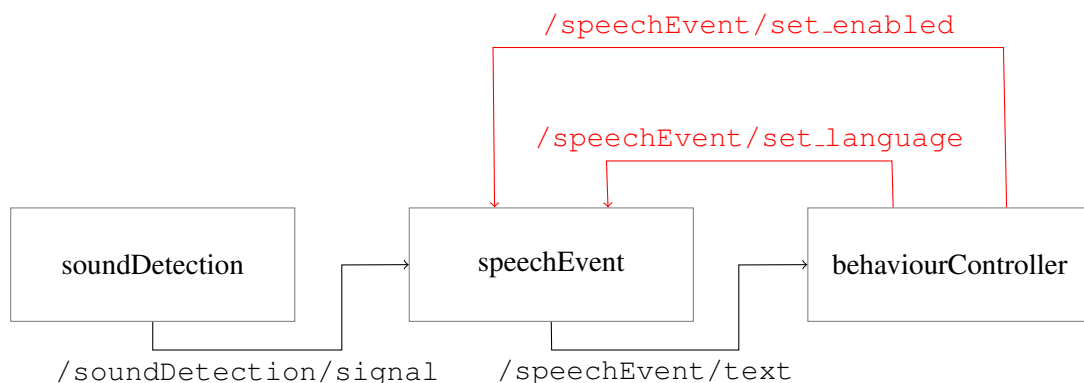 /speechEvent/set_enabled
/speechEvent/set_language
soundDetection
speechEvent
behaviourController
/soundDetection/signal
/speechEvent/text